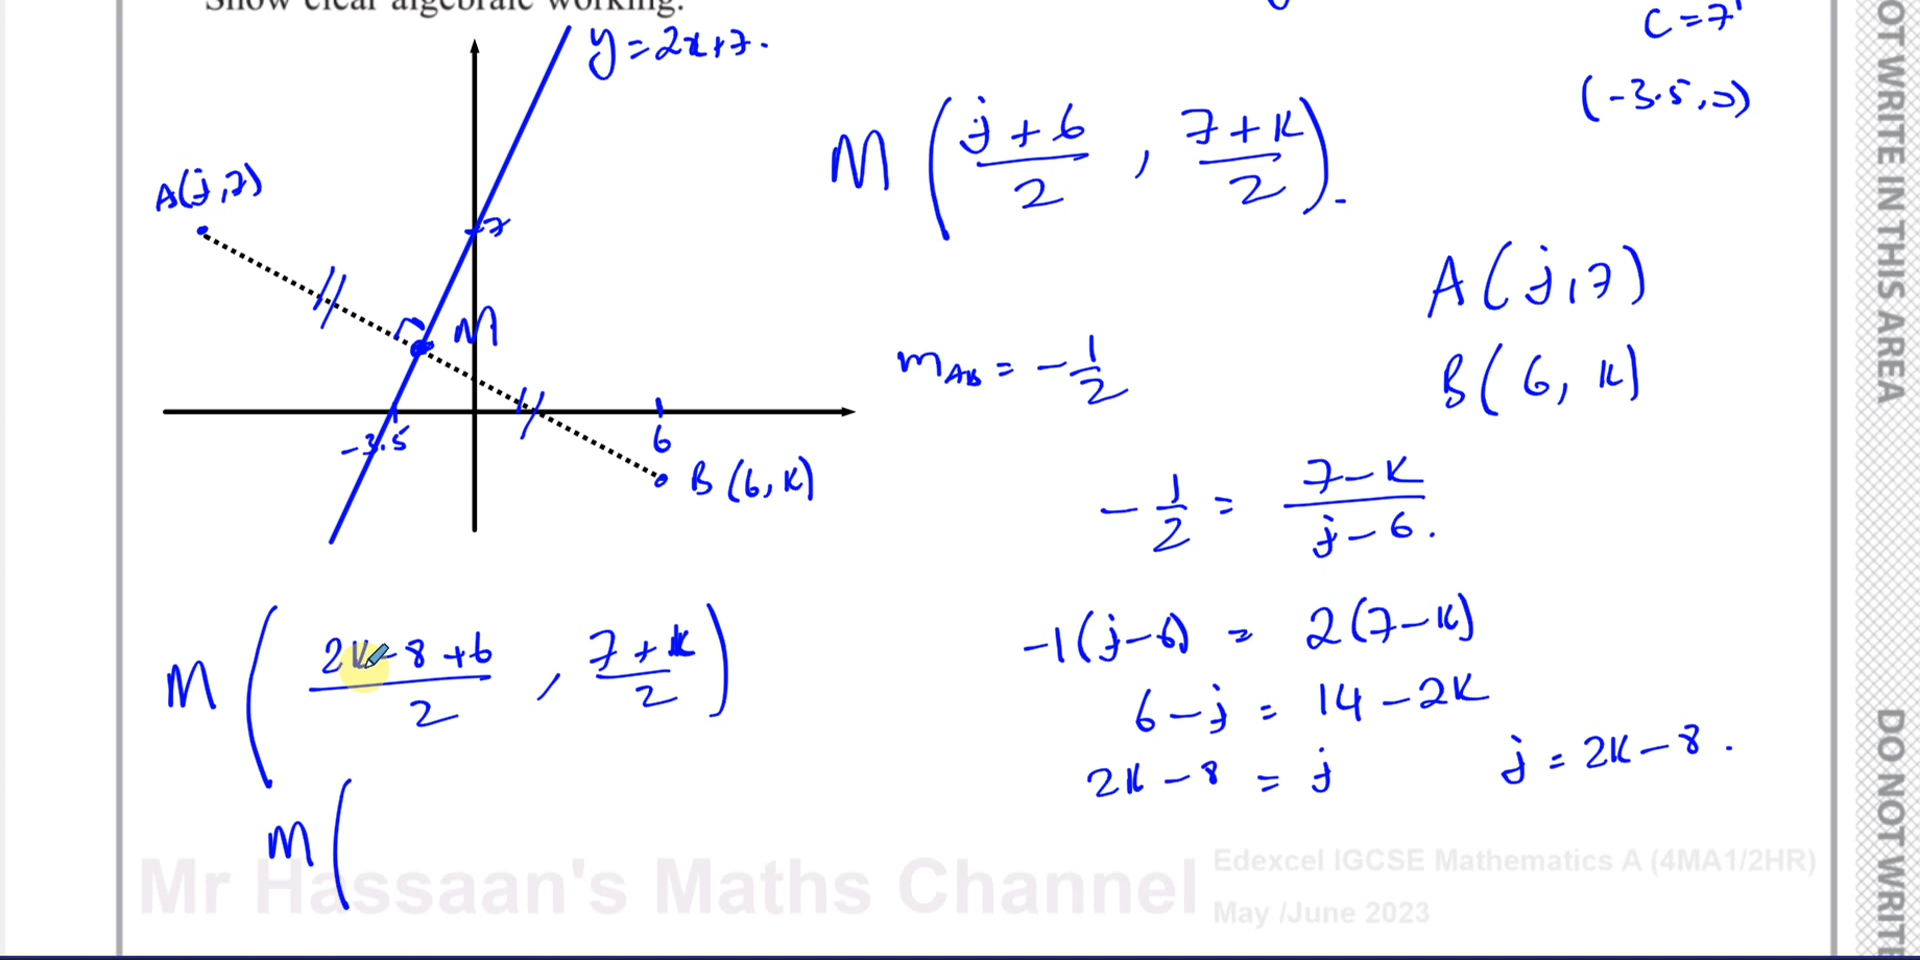 Show clear algebraic working.
y = 2x+7.
C = 7
(-3.5, 0)
M ( (j+6)/2 , (7+k)/2 ).
A(j,7)
7
M
-3.5
6
B (6, k)
m_AB = -1/2
A(j,7)
B(6, k)
-1/2 = (7-k)/(j-6).
-1(j-6) = 2(7-k)
6-j = 14-2k
2k-8 = j
j = 2k-8.
M ( (2k-8+6)/2 , (7+k)/2 )
M (
Mr Hassaan's Maths Channel
Edexcel IGCSE Mathematics A (4MA1/2HR)
May /June 2023
OT WRITE IN THIS AREA
DO NOT WRITE